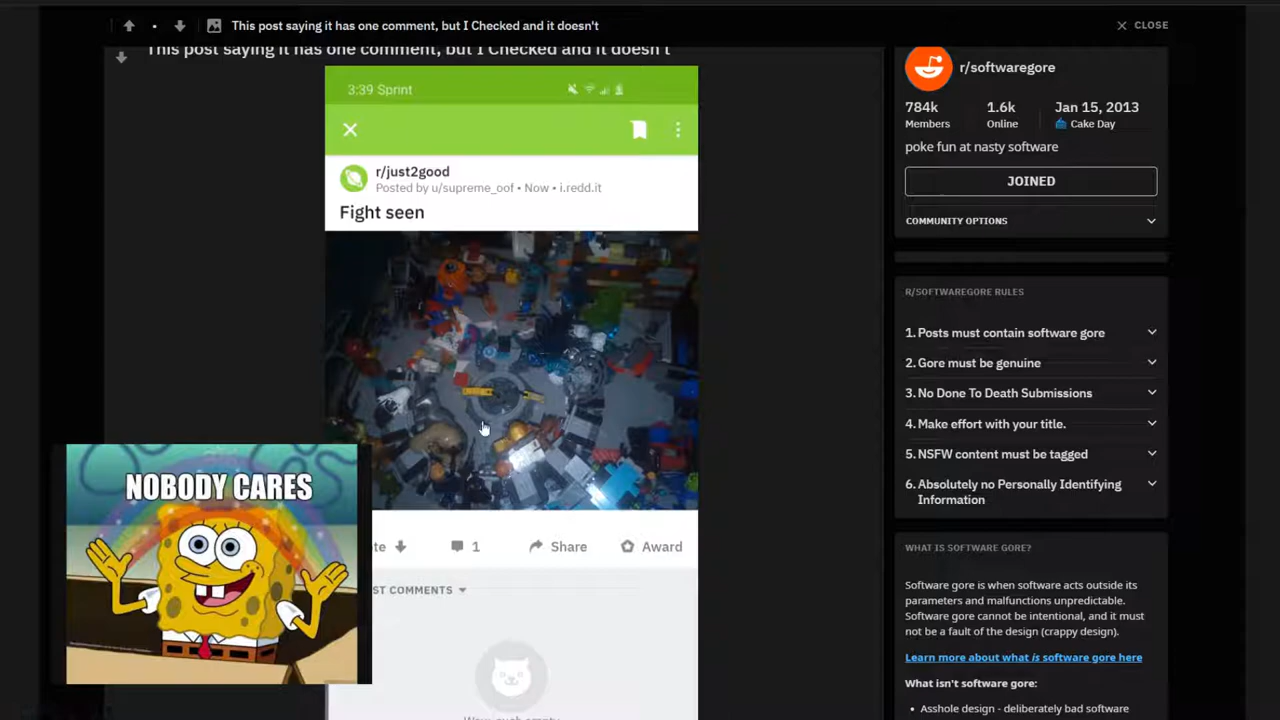 This post saying it has one comment, but I Checked and it doesn't
CLOSE
This post saying it has one comment, but I Checked and it doesn't
3:39 Sprint
r/just2good
Posted by u/supreme_oof • Now • i.redd.it
Fight seen
1
Share
Award
ST COMMENTS
NOBODY CARES
r/softwaregore
784k
Members
1.6k
Online
Jan 15, 2013
Cake Day
poke fun at nasty software
JOINED
COMMUNITY OPTIONS
R/SOFTWAREGORE RULES
1. Posts must contain software gore
2. Gore must be genuine
3. No Done To Death Submissions
4. Make effort with your title.
5. NSFW content must be tagged
6. Absolutely no Personally Identifying
Information
WHAT IS SOFTWARE GORE?
Software gore is when software acts outside its
parameters and malfunctions unpredictable.
Software gore cannot be intentional, and it must
not be a fault of the design (crappy design).
Learn more about what is software gore here
What isn't software gore:
• Asshole design - deliberately bad software